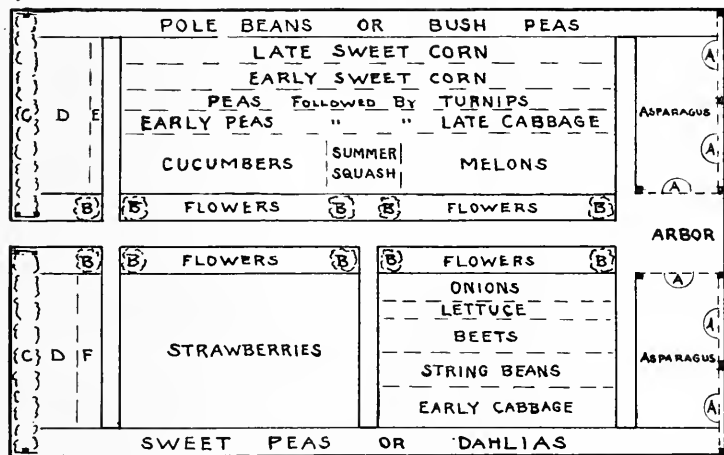 POLE BEANS OR BUSH PEAS
LATE SWEET CORN
EARLY SWEET CORN
PEAS FOLLOWED BY TURNIPS
EARLY PEAS " " LATE CABBAGE
CUCUMBERS
SUMMER
SQUASH
MELONS
C D E
ASPARAGUS
A
A
A
B B FLOWERS B B FLOWERS B
ARBOR
B B FLOWERS B B FLOWERS B
A
ONIONS
LETTUCE
BEETS
STRAWBERRIES
STRING BEANS
EARLY CABBAGE
C D F
A
ASPARAGUS
A
SWEET PEAS OR DAHLIAS